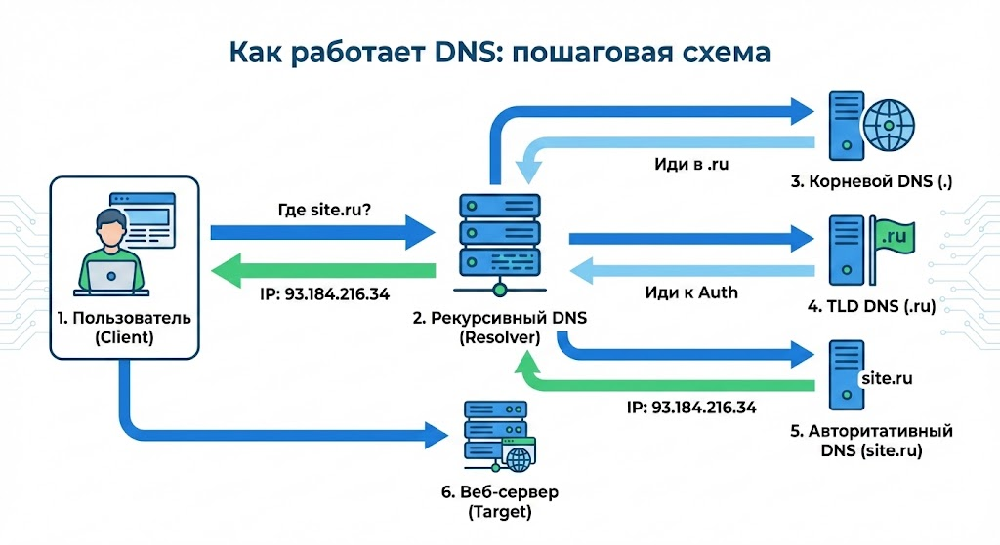 Как работает DNS: пошаговая схема
Где site.ru?
IP: 93.184.216.34
1. Пользователь
(Client)
2. Рекурсивный DNS
(Resolver)
Иди в .ru
3. Корневой DNS (.)
.ru
Иди к Auth
4. TLD DNS (.ru)
site.ru
IP: 93.184.216.34
5. Авторитативный
DNS (site.ru)
6. Веб-сервер
(Target)